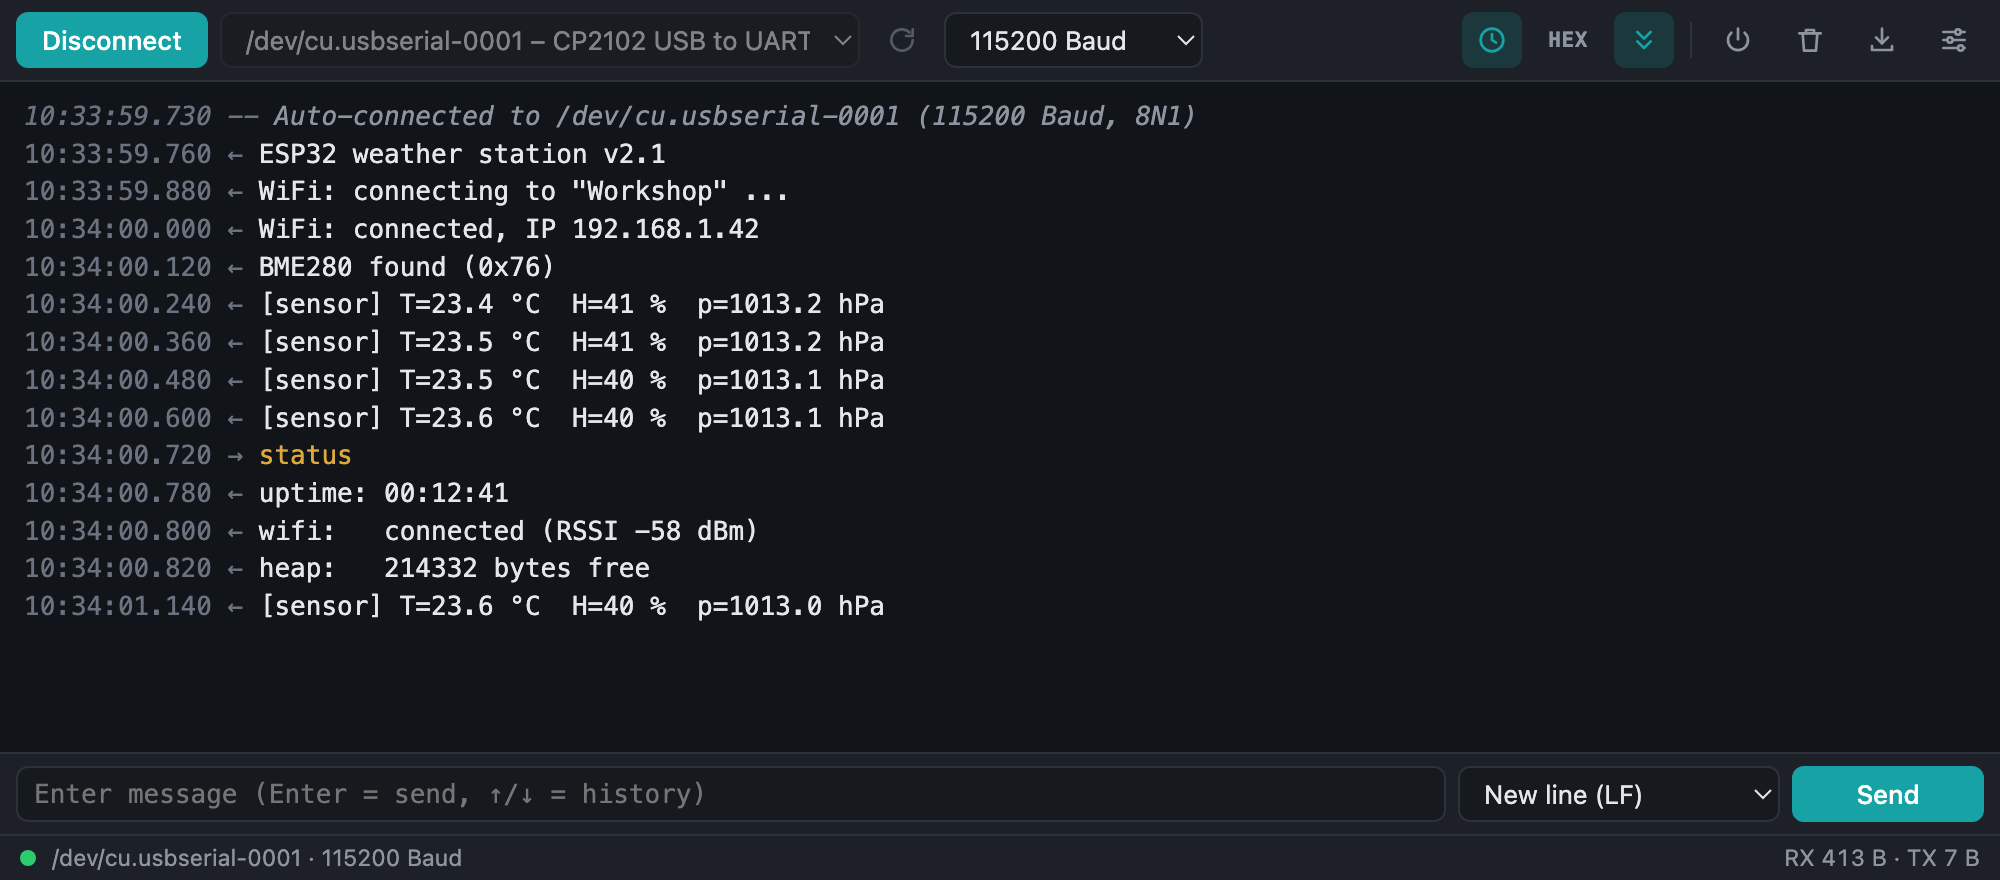 Disconnect /dev/cu.usbserial-0001 – CP2102 USB to UART 115200 Baud HEX
10:33:59.730 -- Auto-connected to /dev/cu.usbserial-0001 (115200 Baud, 8N1)
10:33:59.760 ← ESP32 weather station v2.1
10:33:59.880 ← WiFi: connecting to "Workshop" ...
10:34:00.000 ← WiFi: connected, IP 192.168.1.42
10:34:00.120 ← BME280 found (0x76)
10:34:00.240 ← [sensor] T=23.4 °C  H=41 %  p=1013.2 hPa
10:34:00.360 ← [sensor] T=23.5 °C  H=41 %  p=1013.2 hPa
10:34:00.480 ← [sensor] T=23.5 °C  H=40 %  p=1013.1 hPa
10:34:00.600 ← [sensor] T=23.6 °C  H=40 %  p=1013.1 hPa
10:34:00.720 → status
10:34:00.780 ← uptime: 00:12:41
10:34:00.800 ← wifi:   connected (RSSI -58 dBm)
10:34:00.820 ← heap:   214332 bytes free
10:34:01.140 ← [sensor] T=23.6 °C  H=40 %  p=1013.0 hPa
Enter message (Enter = send, ↑/↓ = history) New line (LF) Send
/dev/cu.usbserial-0001 · 115200 Baud RX 413 B · TX 7 B